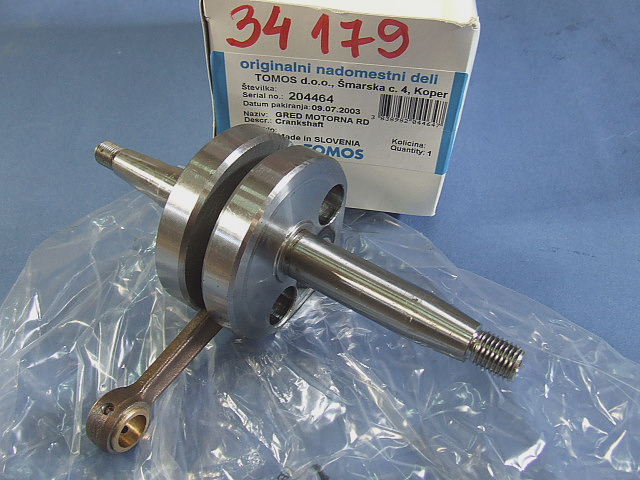 34 179
originalni nadomestni deli
TOMOS d.o.o., Šmarska c. 4, Koper
Številka:
Serial no.: 204464
Datum pakiranja: 09.07.2003
Naziv: GRED MOTORNA RD
Descr.: Crankshaft
Made in SLOVENIA
Količina:
Quantity: 1
TOMOS